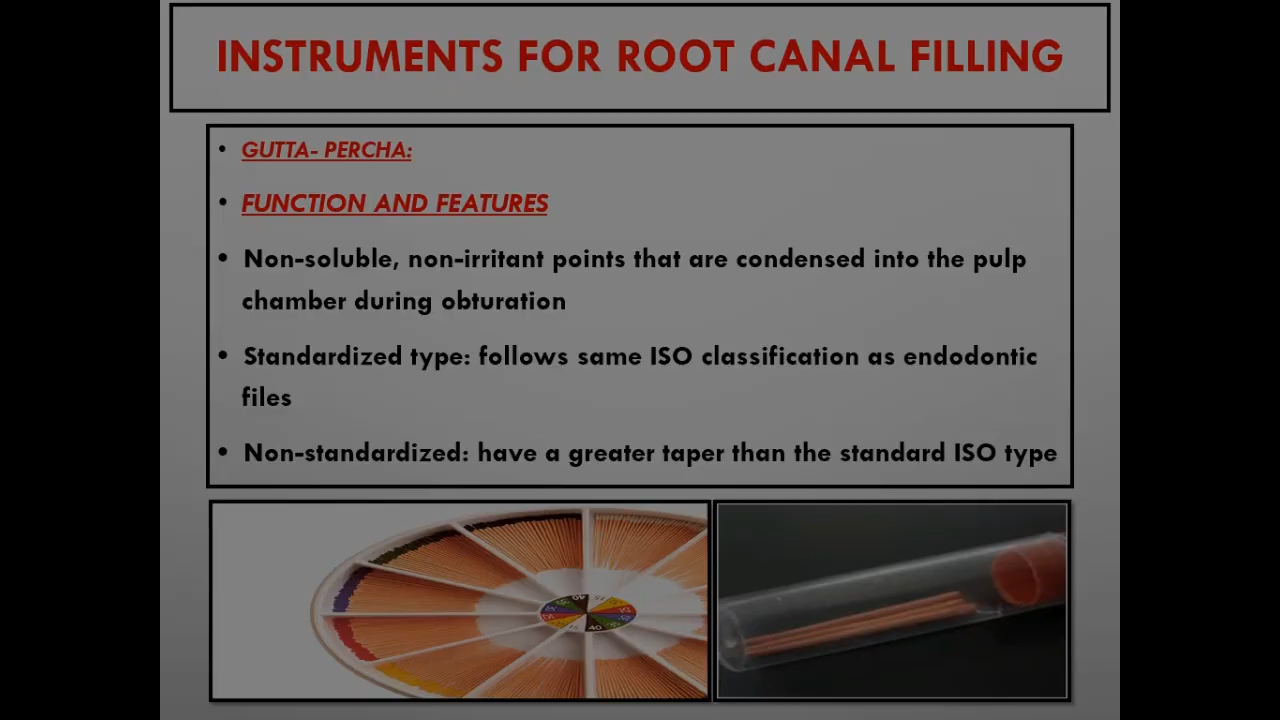 INSTRUMENTS FOR ROOT CANAL FILLING
• GUTTA- PERCHA:
• FUNCTION AND FEATURES
• Non-soluble, non-irritant points that are condensed into the pulp
chamber during obturation
• Standardized type: follows same ISO classification as endodontic
files
• Non-standardized: have a greater taper than the standard ISO type
40
40